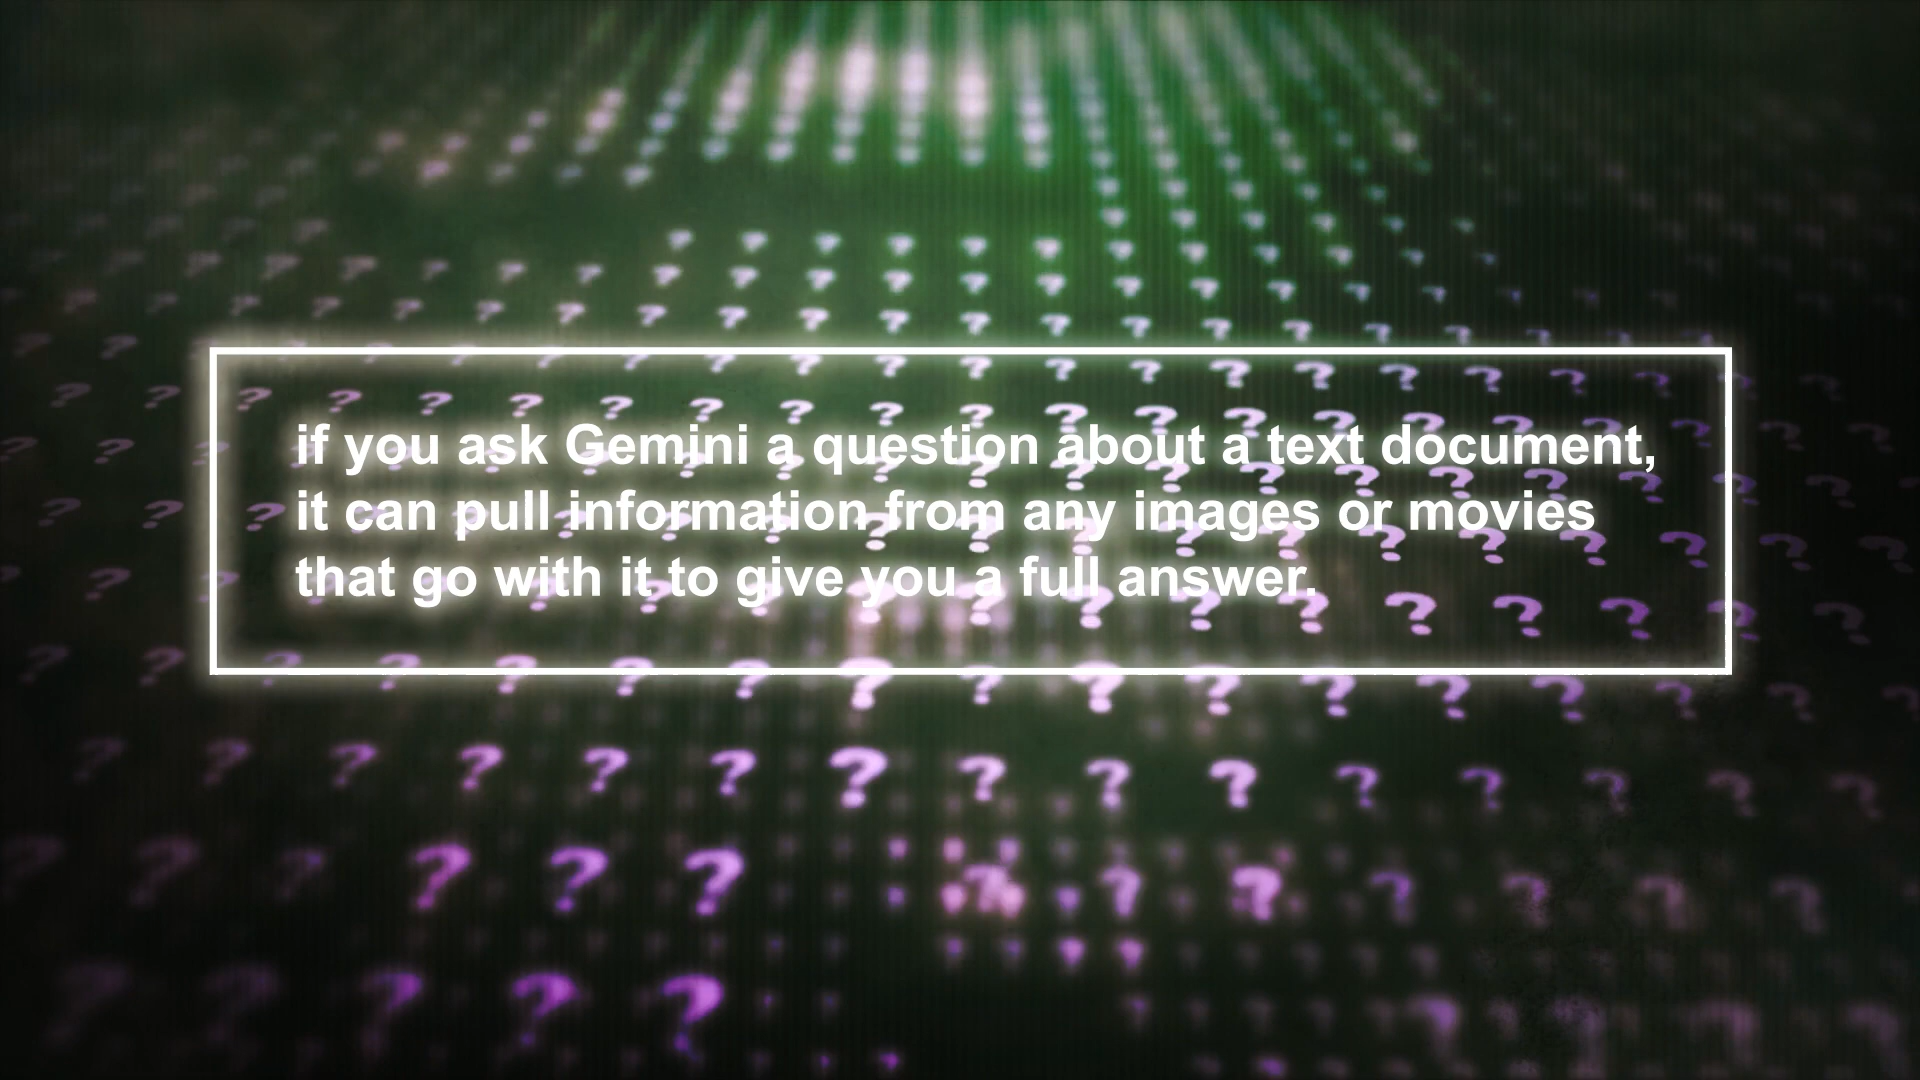 if you ask Gemini a question about a text document,
it can pull information from any images or movies
that go with it to give you a full answer.